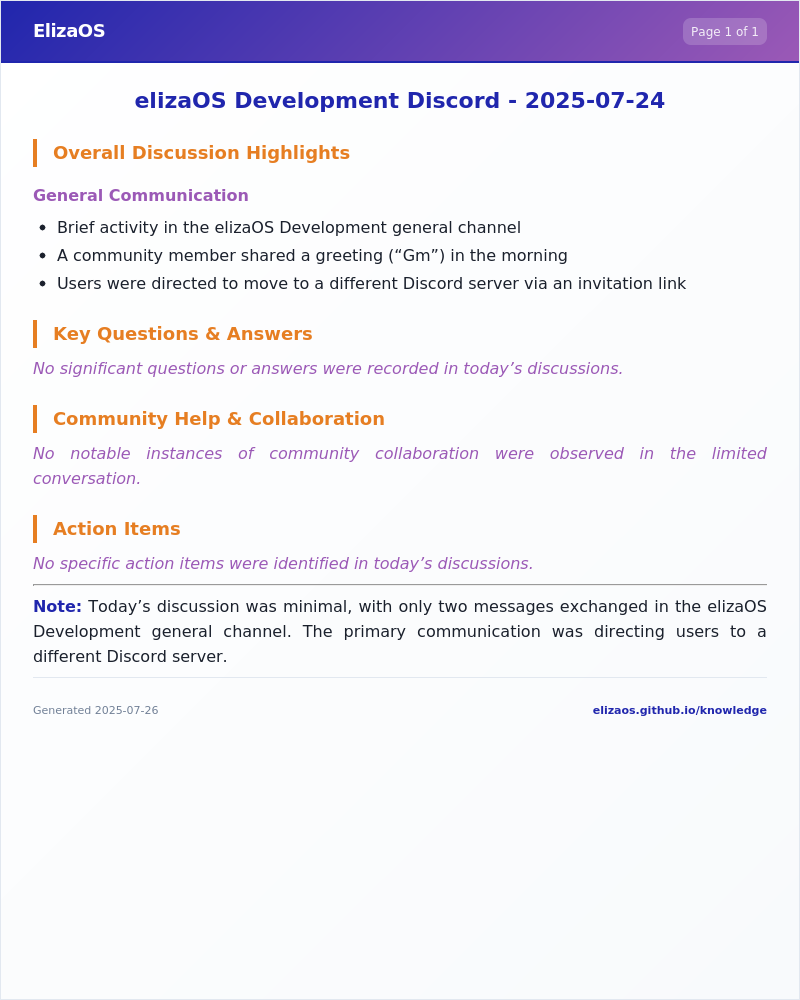 ElizaOS
Page 1 of 1
elizaOS Development Discord - 2025-07-24
Overall Discussion Highlights
General Communication
• Brief activity in the elizaOS Development general channel
• A community member shared a greeting (“Gm”) in the morning
• Users were directed to move to a different Discord server via an invitation link
Key Questions & Answers
No significant questions or answers were recorded in today’s discussions.
Community Help & Collaboration
No notable instances of community collaboration were observed in the limited
conversation.
Action Items
No specific action items were identified in today’s discussions.
Note: Today’s discussion was minimal, with only two messages exchanged in the elizaOS
Development general channel. The primary communication was directing users to a
different Discord server.
Generated 2025-07-26
elizaos.github.io/knowledge